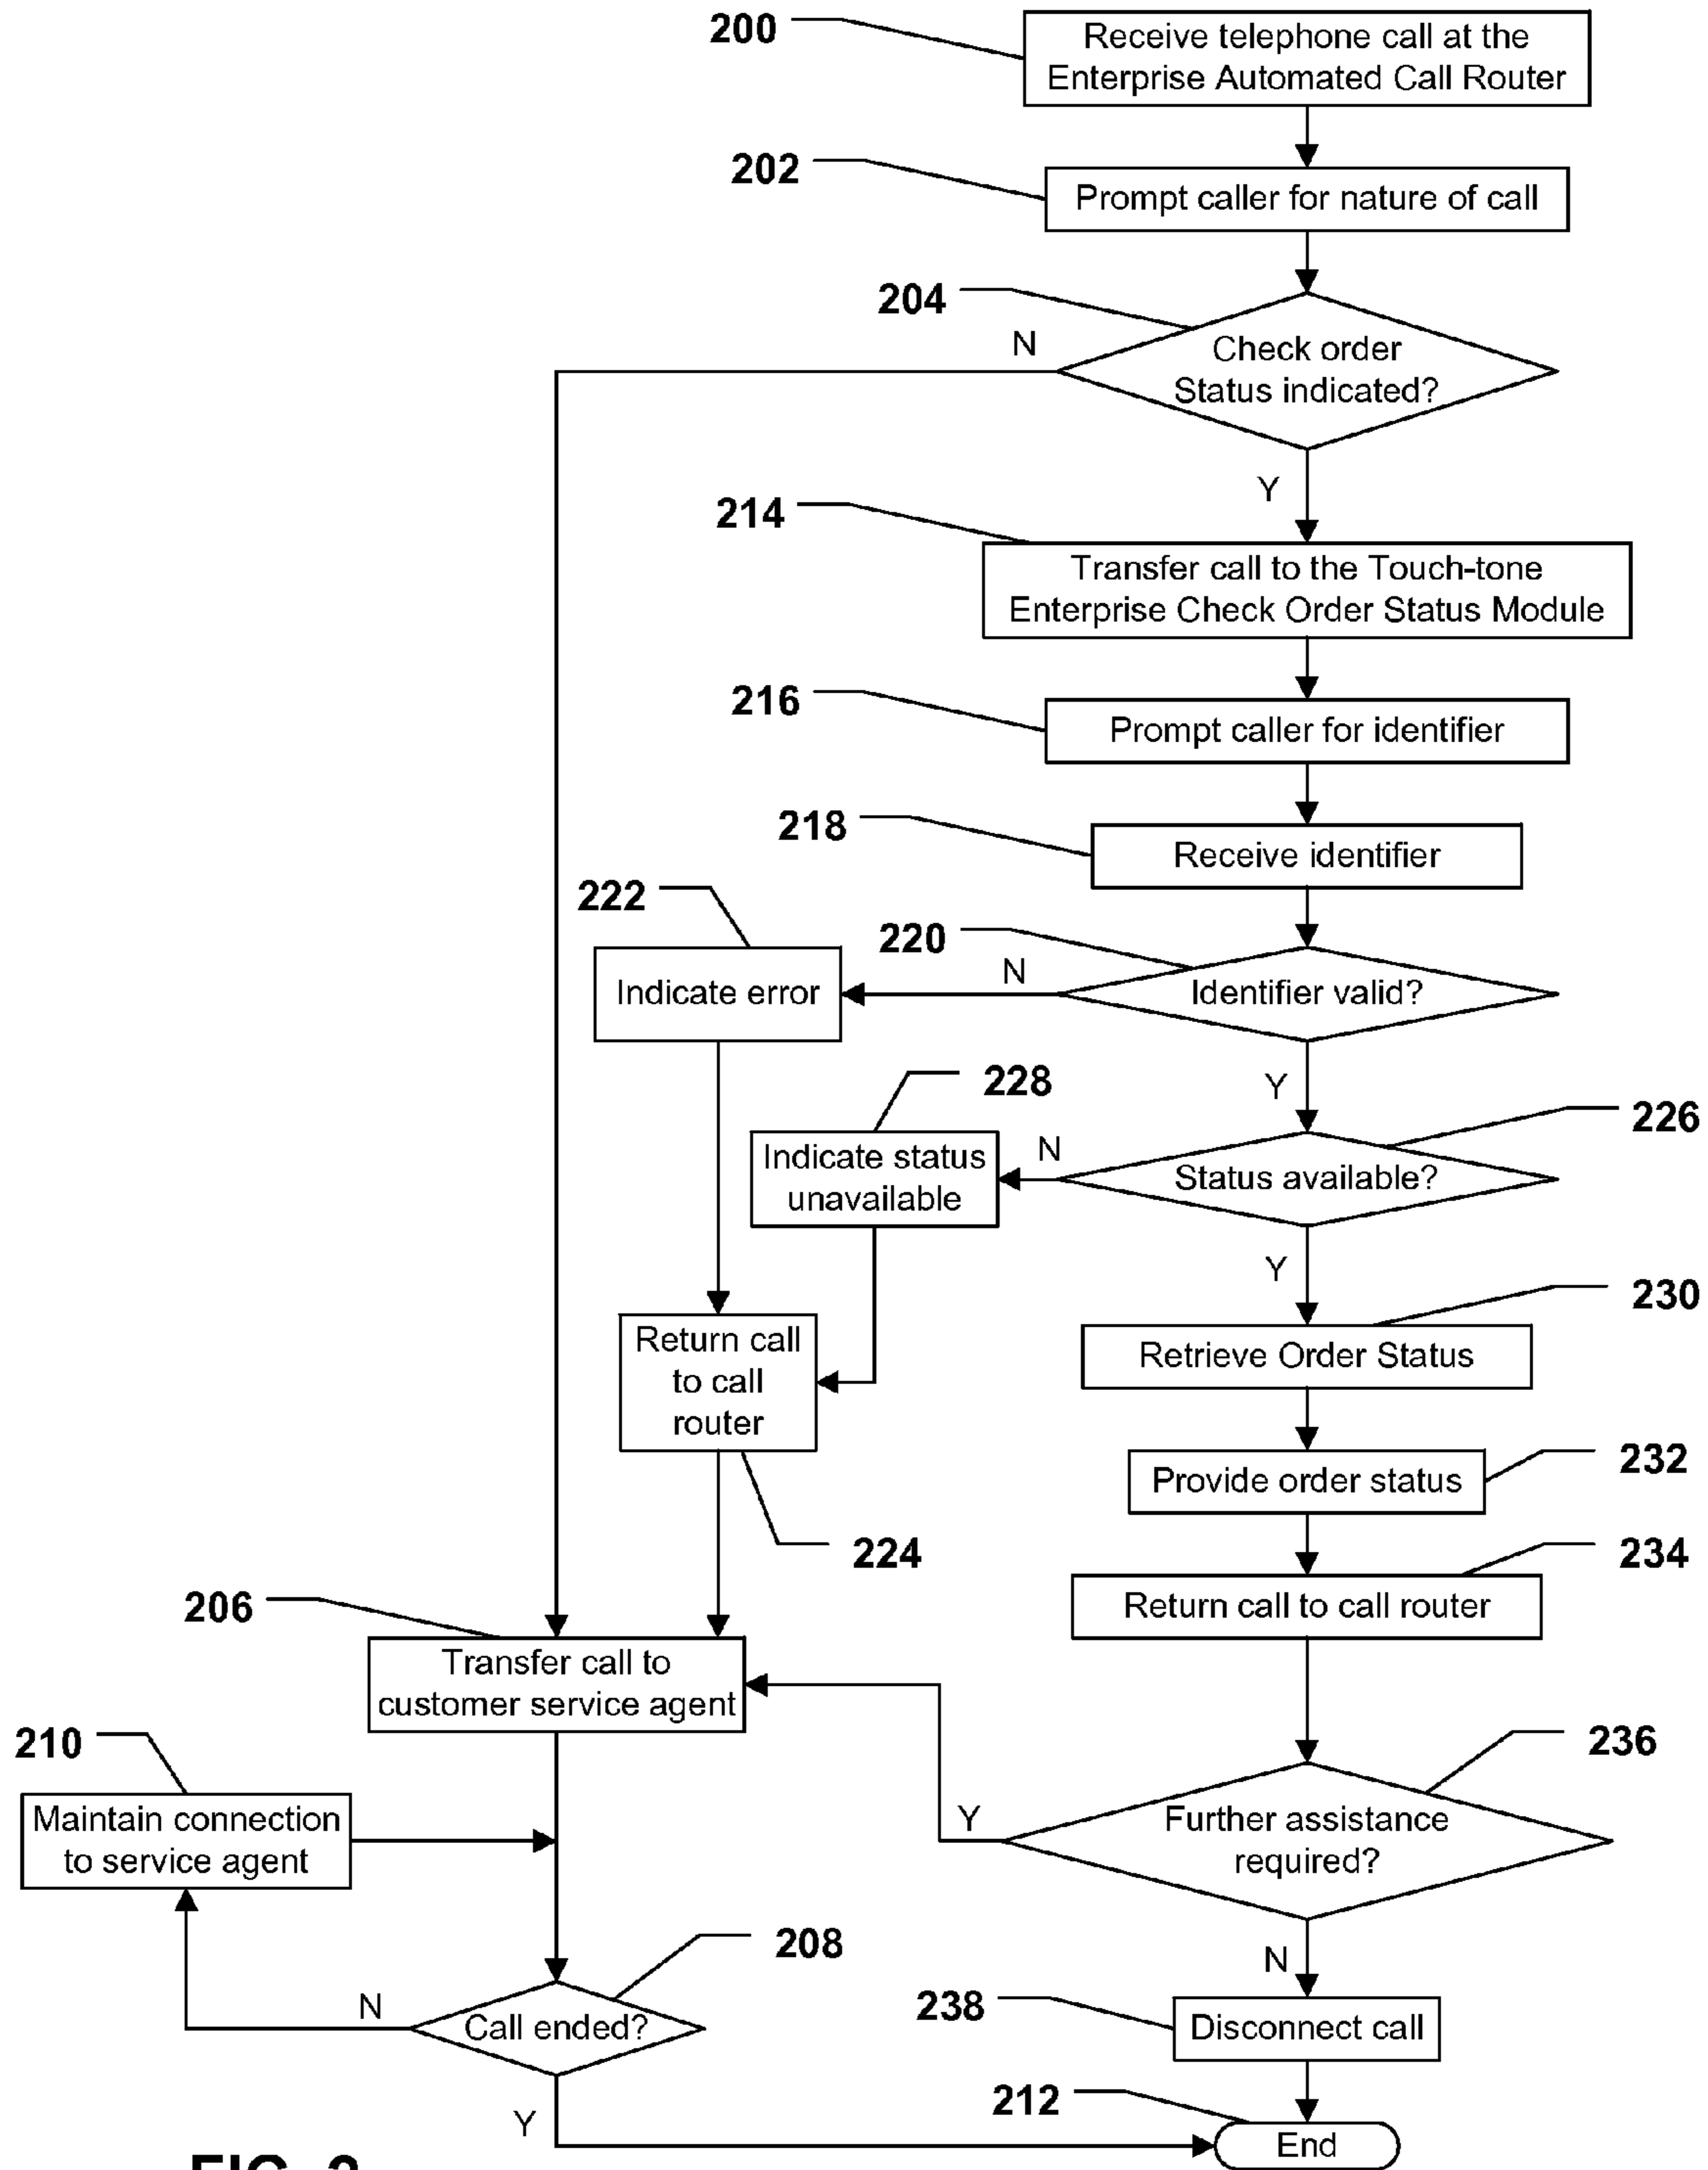 200
Receive telephone call at the
Enterprise Automated Call Router
202
Prompt caller for nature of call
204
N
Check order
Status indicated?
Y
214
Transfer call to the Touch-tone
Enterprise Check Order Status Module
216
Prompt caller for identifier
218
Receive identifier
222
220
Indicate error
N
Identifier valid?
Y
228
226
Indicate status
unavailable
N
Status available?
Y
230
Return call
to call
router
Retrieve Order Status
232
Provide order status
224
234
Return call to call router
206
Transfer call to
customer service agent
210
236
Maintain connection
to service agent
Y
Further assistance
required?
208
N
N
Call ended?
238
Disconnect call
212
Y
End